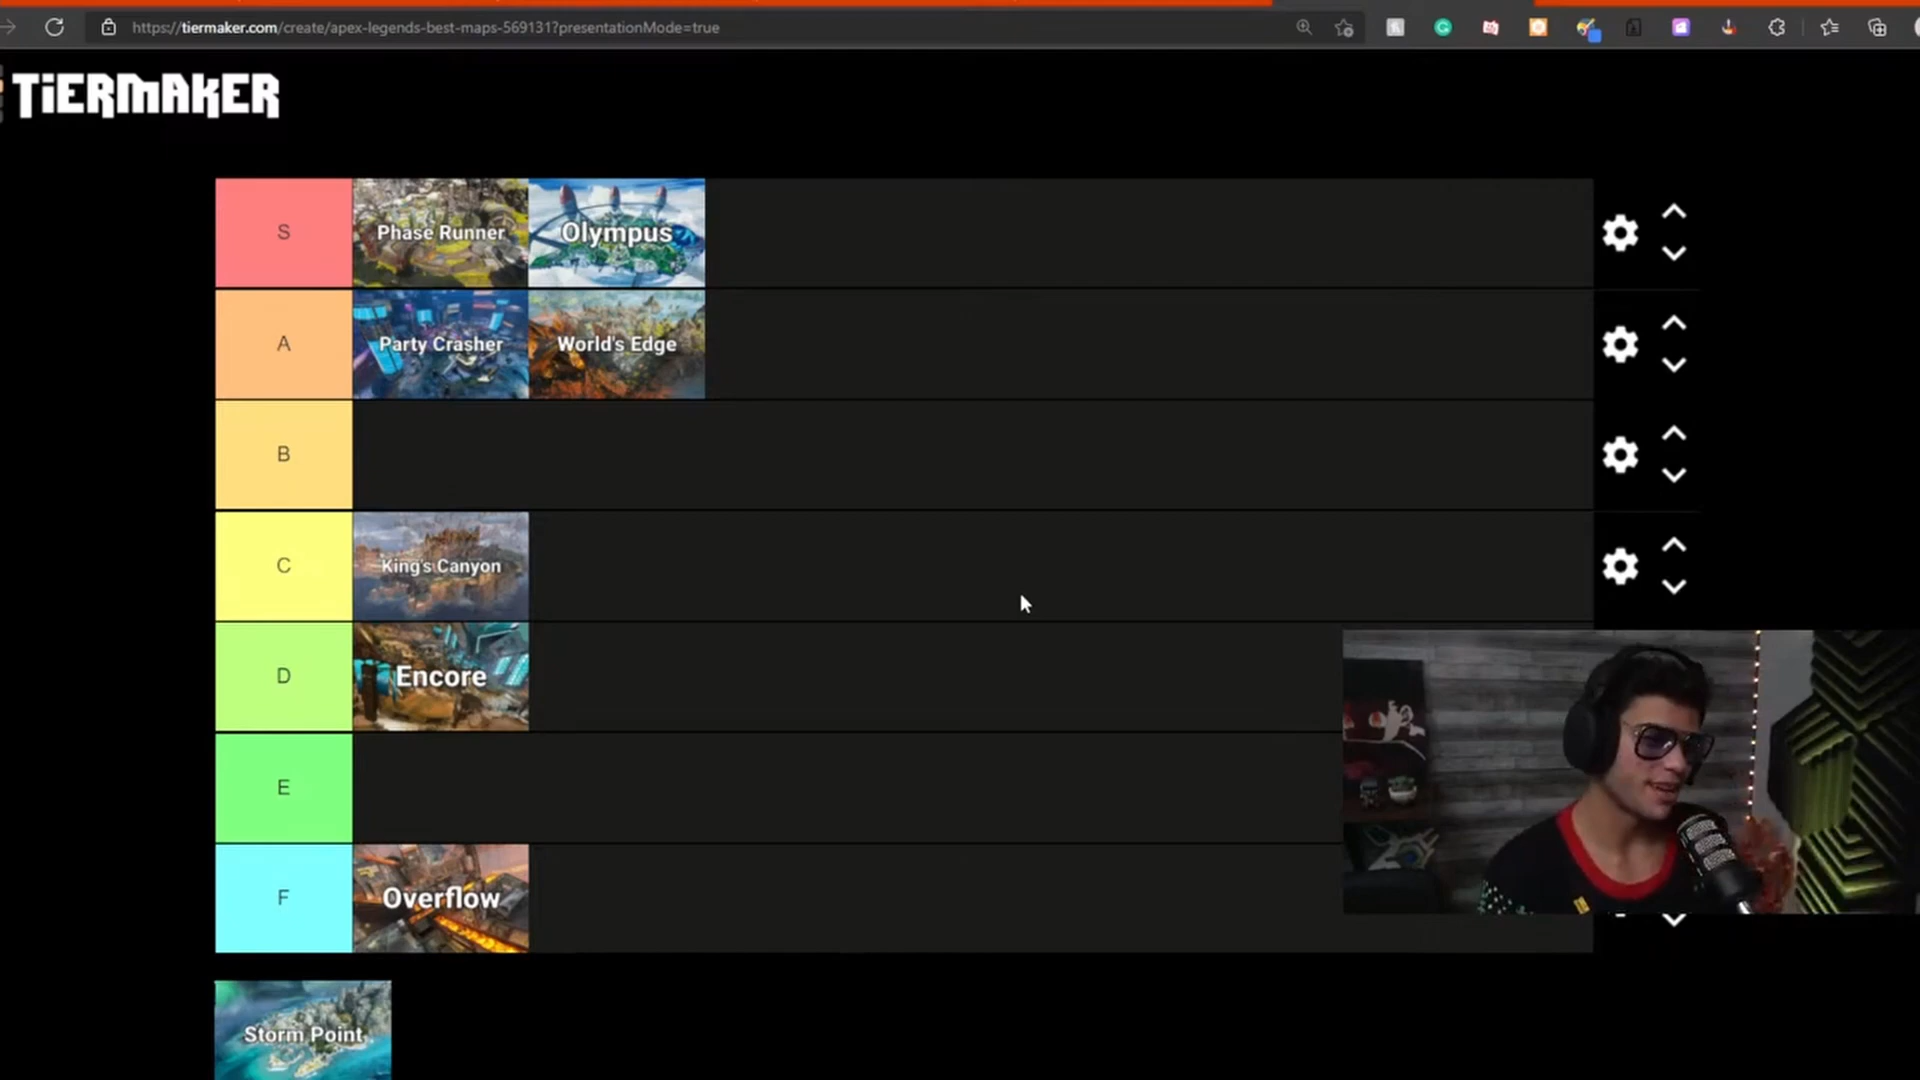 https://tiermaker.com/create/apex-legends-best-maps-569131?presentationMode=true
TiERMAKER
S
Phase Runner
Olympus
A
Party Crasher
World's Edge
B
C
King's Canyon
D
Encore
E
F
Overflow
Storm Point